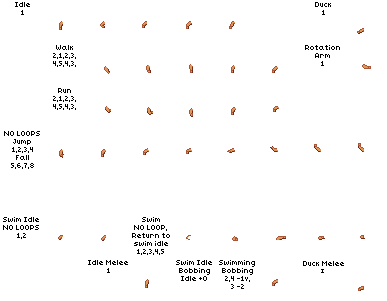 Idle
1
Duck
1
Walk
2,1,2,3,
4,5,4,3,
Rotation
Arm
1
Run
2,1,2,3,
4,5,4,3,
NO LOOPS
Jump
1,2,3,4
Fall
5,6,7,8
Swim Idle
NO LOOPS
1,2
Swim
NO LOOP,
Return to
swim idle
1,2,3,4,5
Swim Idle
Bobbing
Idle +0
Swimming
Bobbing
2,4 -1v,
3 -2
Idle Melee
1
Duck Melee
1